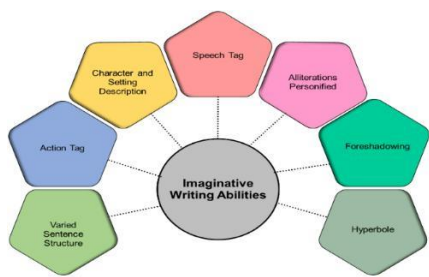 Speech Tag
Character and
Setting
Description
Alliterations
Personified
Action Tag
Foreshadowing
Imaginative
Writing Abilities
Varied
Sentence
Structure
Hyperbole